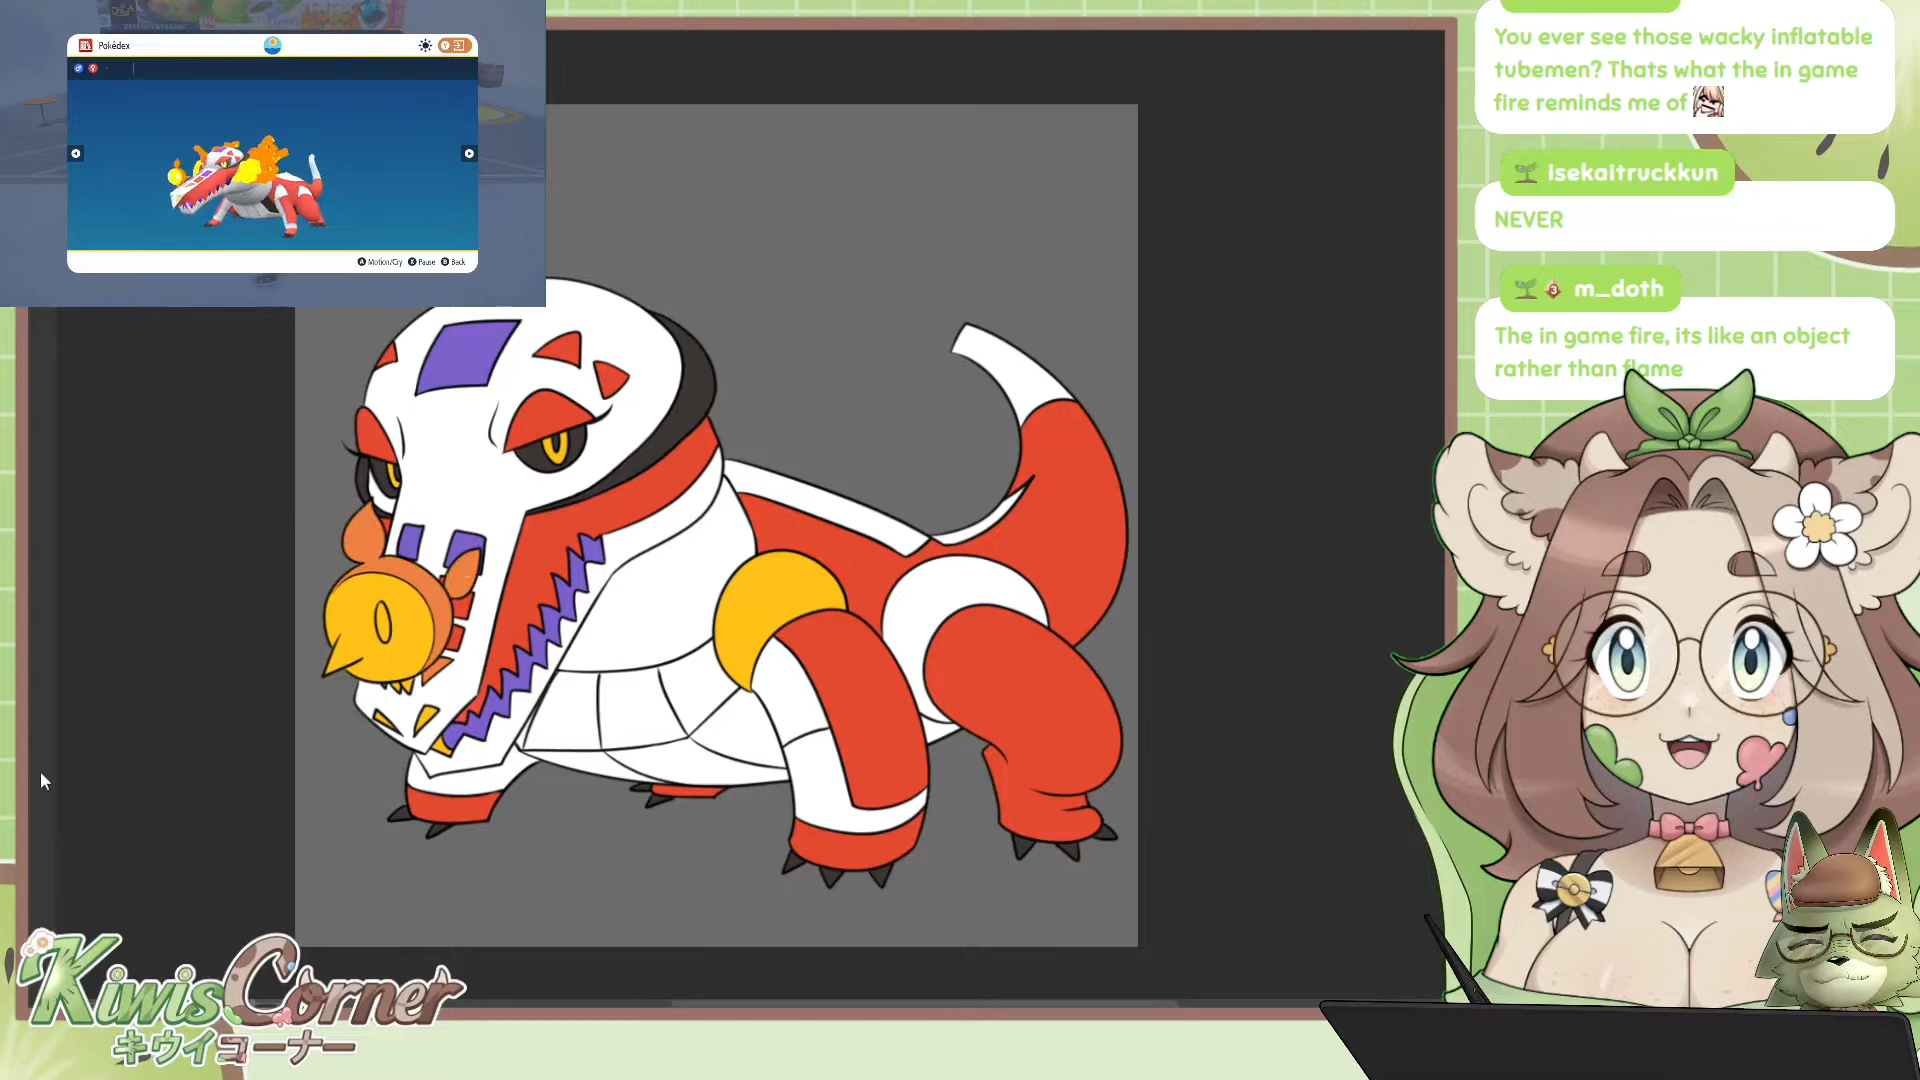 Pokédex
Y
A Motion/Cry X Pause B Back
You ever see those wacky inflatable
tubemen? Thats what the in game
fire reminds me of
isekaitruckkun
NEVER
3 m_doth
The in game fire, its like an object
rather than flame
KiwisCorner
キウイコーナー